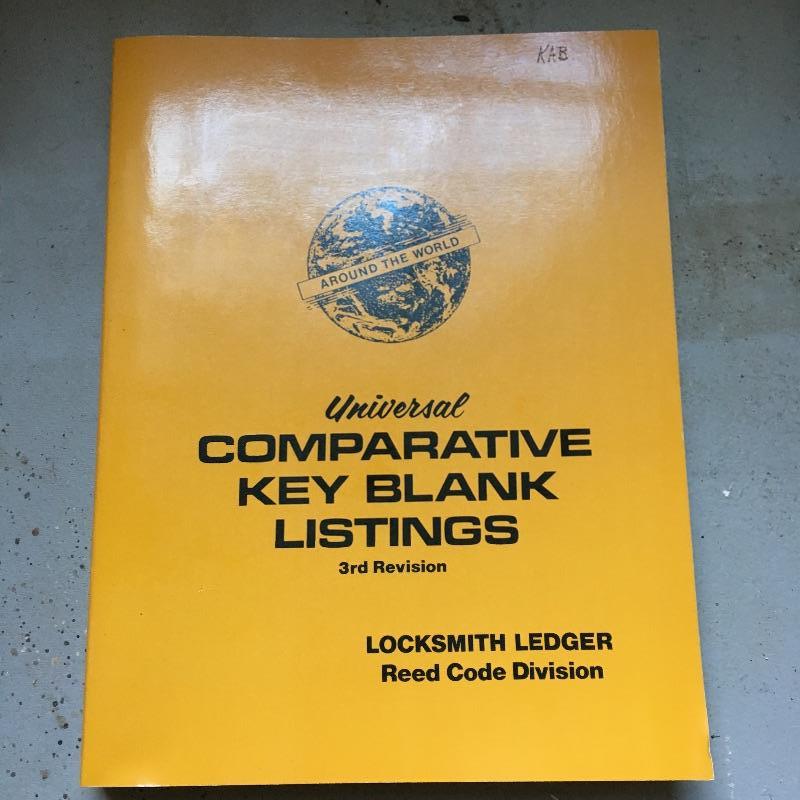 KAB
AROUND THE WORLD
Universal
COMPARATIVE
KEY BLANK
LISTINGS
3rd Revision
LOCKSMITH LEDGER
Reed Code Division